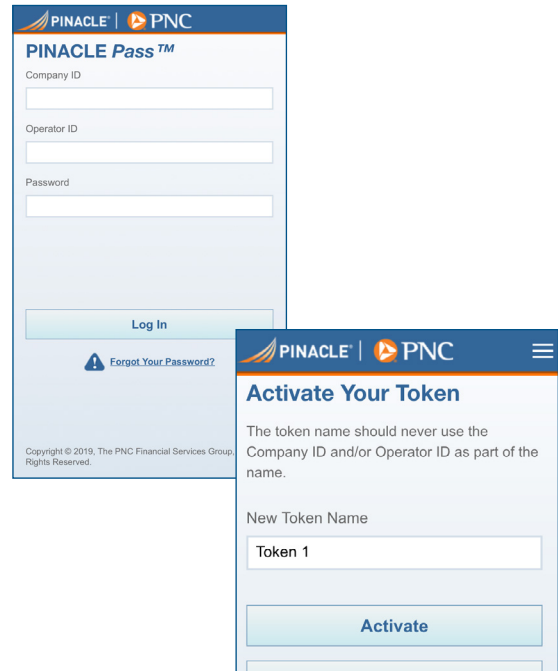 PINACLE® | PNC
PINACLE Pass™
Company ID
Operator ID
Password
Log In
Forgot Your Password?
Copyright © 2019, The PNC Financial Services Group,
Rights Reserved.
PINACLE® | PNC
Activate Your Token
The token name should never use the
Company ID and/or Operator ID as part of the
name.
New Token Name
Token 1
Activate